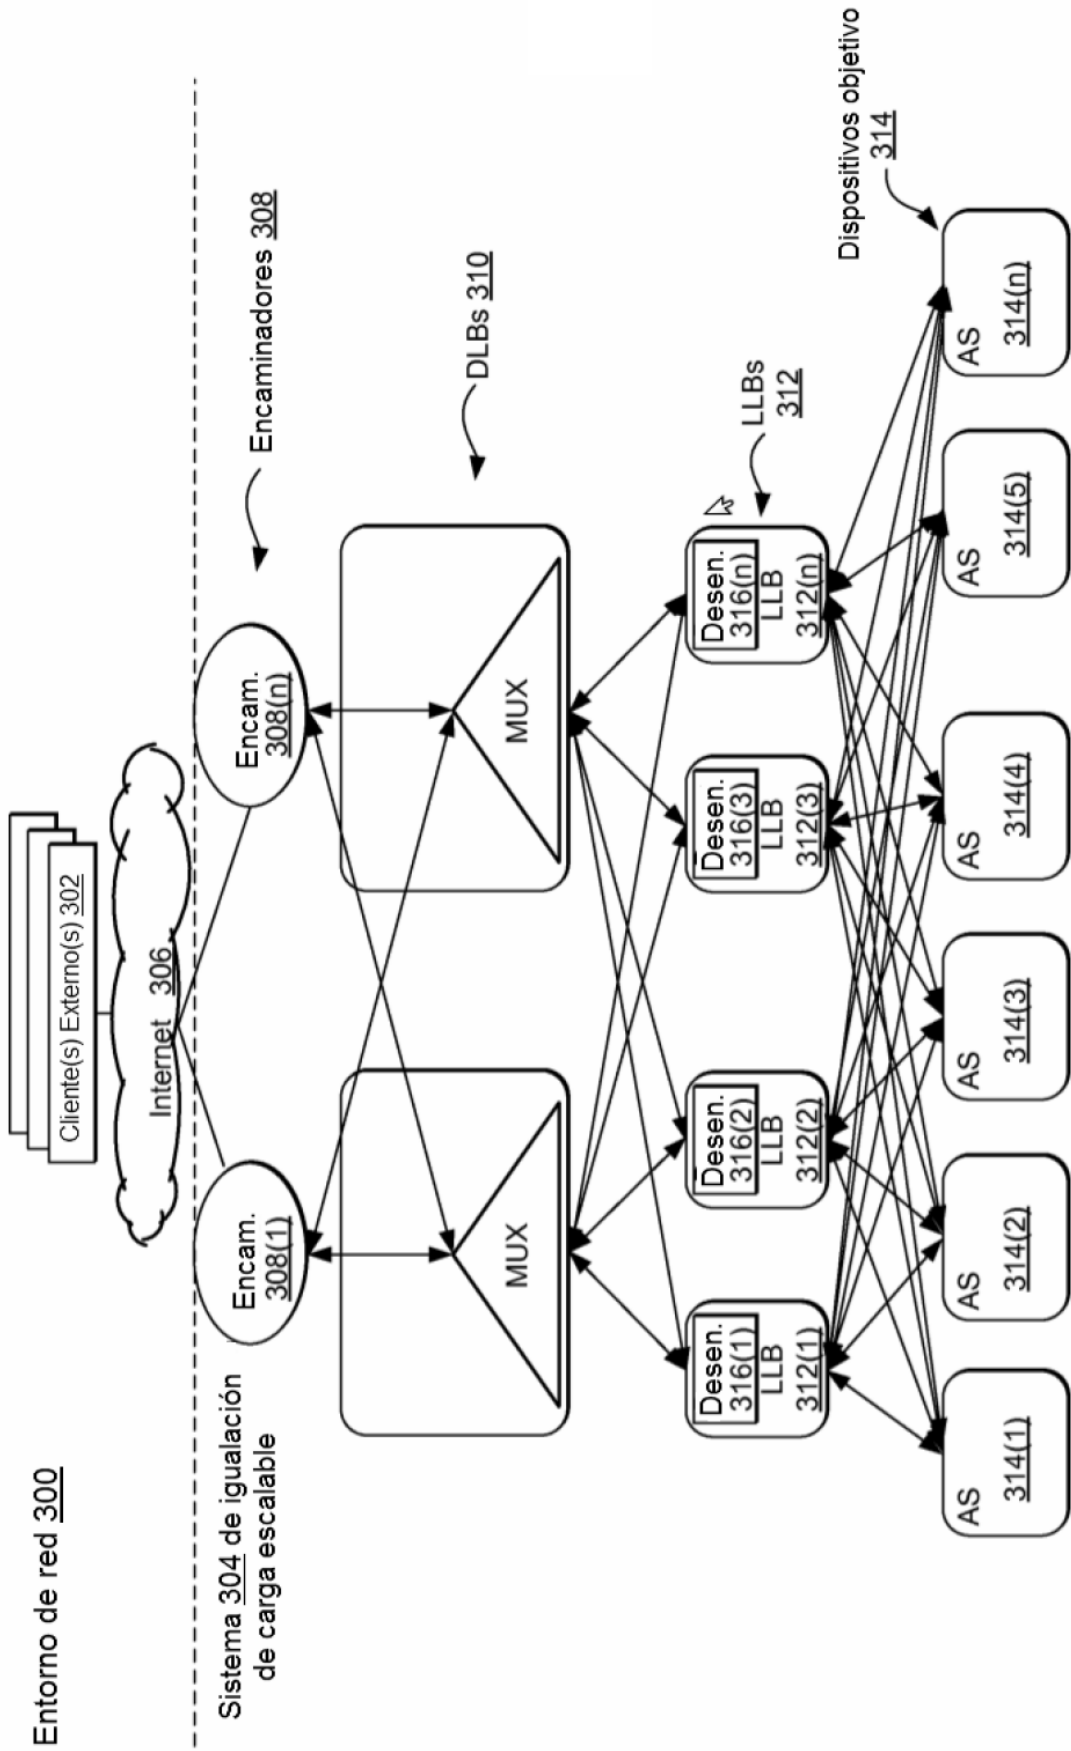 Entorno de red 300
Cliente(s) Externo(s) 302
Internet 306
Sistema 304 de igualación
de carga escalable
Encam.
308(1)
Encam.
308(n)
Encaminadores 308
MUX
MUX
DLBs 310
Desen.
316(1)
LLB
312(1)
Desen.
316(2)
LLB
312(2)
Desen.
316(3)
LLB
312(3)
Desen.
316(n)
LLB
312(n)
LLBs
312
AS
314(1)
AS
314(2)
AS
314(3)
AS
314(4)
AS
314(5)
AS
314(n)
Dispositivos objetivo
314